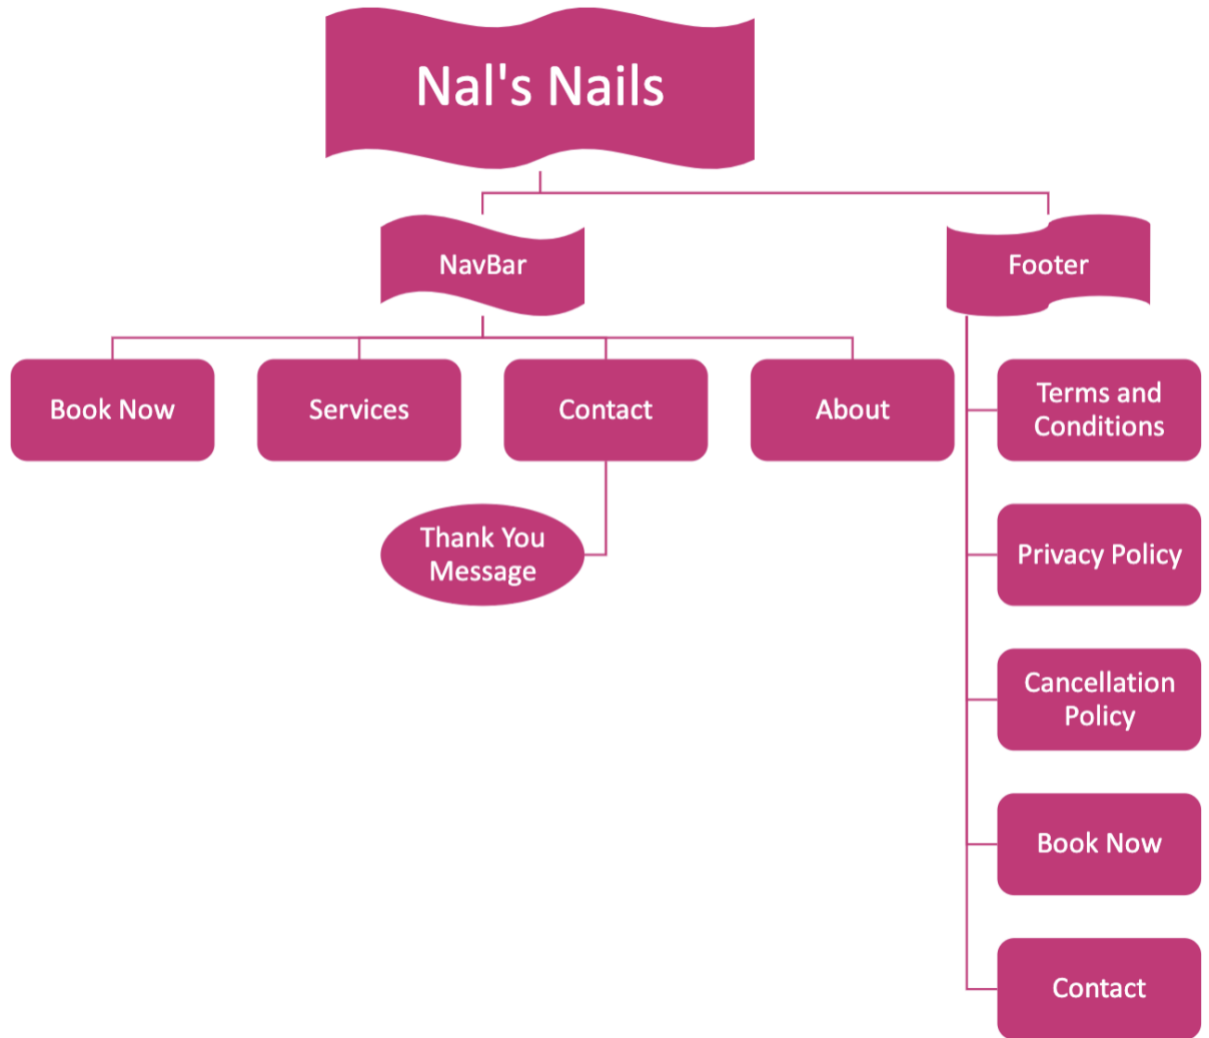 Nal's Nails
NavBar
Footer
Book Now
Services
Contact
About
Terms and
Conditions
Thank You
Message
Privacy Policy
Cancellation
Policy
Book Now
Contact